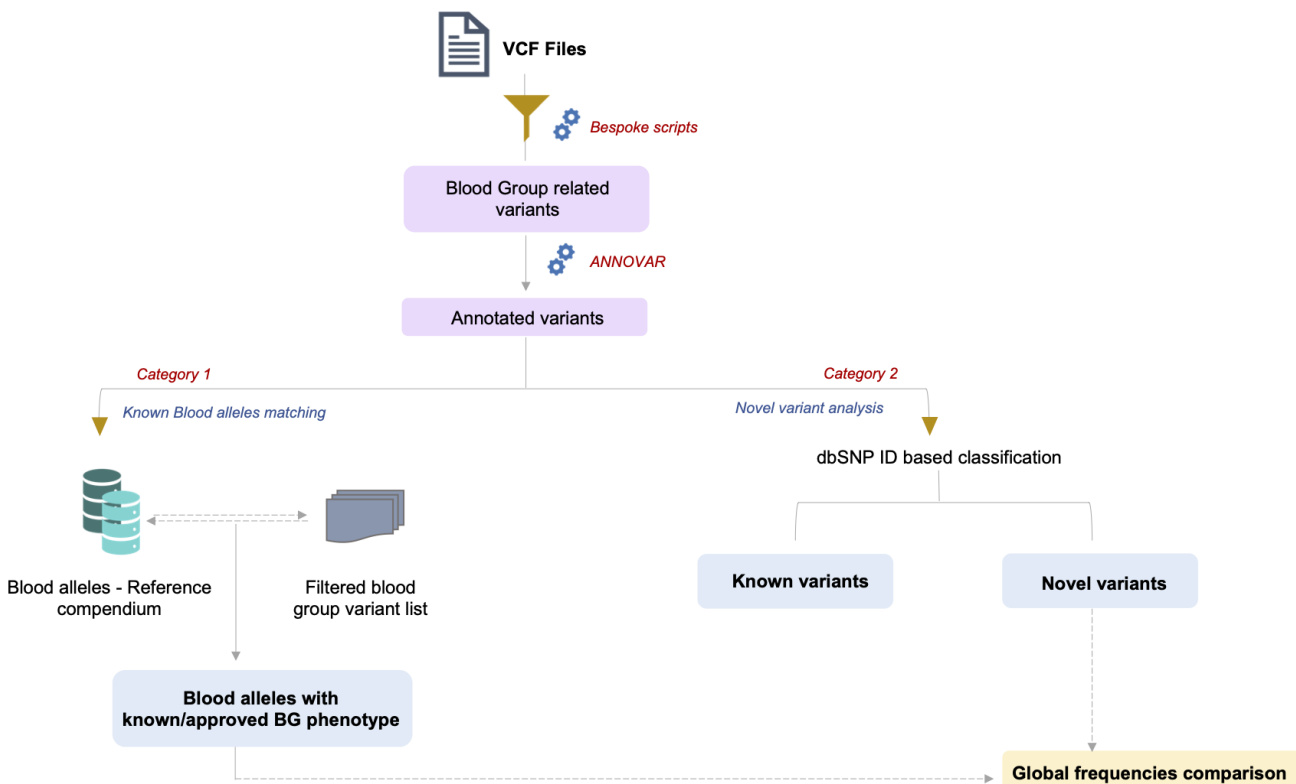 VCF Files
Bespoke scripts
Blood Group related
variants
ANNOVAR
Annotated variants
Category 1
Category 2
Known Blood alleles matching
Novel variant analysis
dbSNP ID based classification
Blood alleles - Reference
compendium
Filtered blood
group variant list
Known variants
Novel variants
Blood alleles with
known/approved BG phenotype
Global frequencies comparison